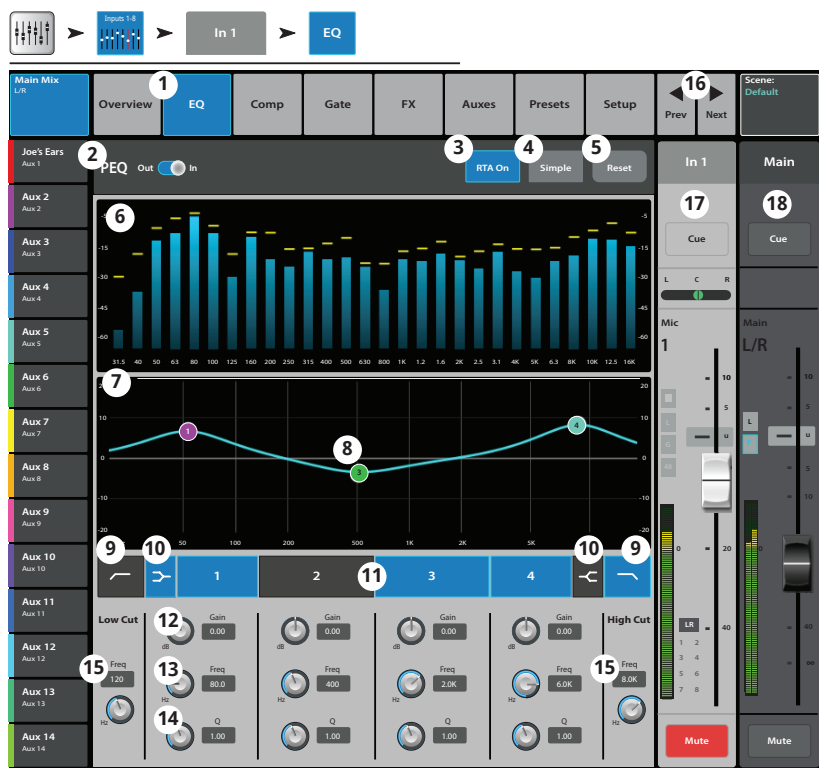 Inputs 1-8
In 1
EQ
Main Mix
L/R
1
Overview
EQ
Comp
Gate
FX
Auxes
Presets
Setup
16
Prev
Next
Scene:
Default
Joe's Ears
Aux 1
Aux 2
Aux 2
Aux 3
Aux 3
Aux 4
Aux 4
Aux 5
Aux 5
Aux 6
Aux 6
Aux 7
Aux 7
Aux 8
Aux 8
Aux 9
Aux 9
Aux 10
Aux 10
Aux 11
Aux 11
Aux 12
Aux 12
Aux 13
Aux 13
Aux 14
Aux 14
2
PEQ Out In
3
RTA On
4
Simple
5
Reset
6
-5 -5
-15 -15
-30 -30
-45 -45
-60 -60
31.5 40 50 63 80 100 125 160 200 250 315 400 500 630 800 1K 1.2 1.6 2K 2.5 3.1 4K 5K 6.3 8K 10K 12.5 16K
7
20 20
10 10
0 0
-10 -10
-20 -20
1
8
3
4
50 100 200 500 1K 2K 5K
9
10
1
2
11
3
4
10
9
Low Cut
15
Freq
120
Hz
12
Gain
0.00
dB
13
Freq
80.0
Hz
14
Q
1.00
Gain
0.00
dB
Freq
400
Hz
Q
1.00
Gain
0.00
dB
Freq
2.0K
Hz
Q
1.00
Gain
0.00
dB
Freq
6.0K
Hz
Q
1.00
High Cut
15
Freq
8.0K
Hz
In 1
17
Cue
L C R
Mic
1
10
5
U
0
20
LR
40
1 2
3 4
5 6
7 8
Mute
Main
18
Cue
Main
L/R
10
L
5
U
5
10
0
20
40
∞
Mute